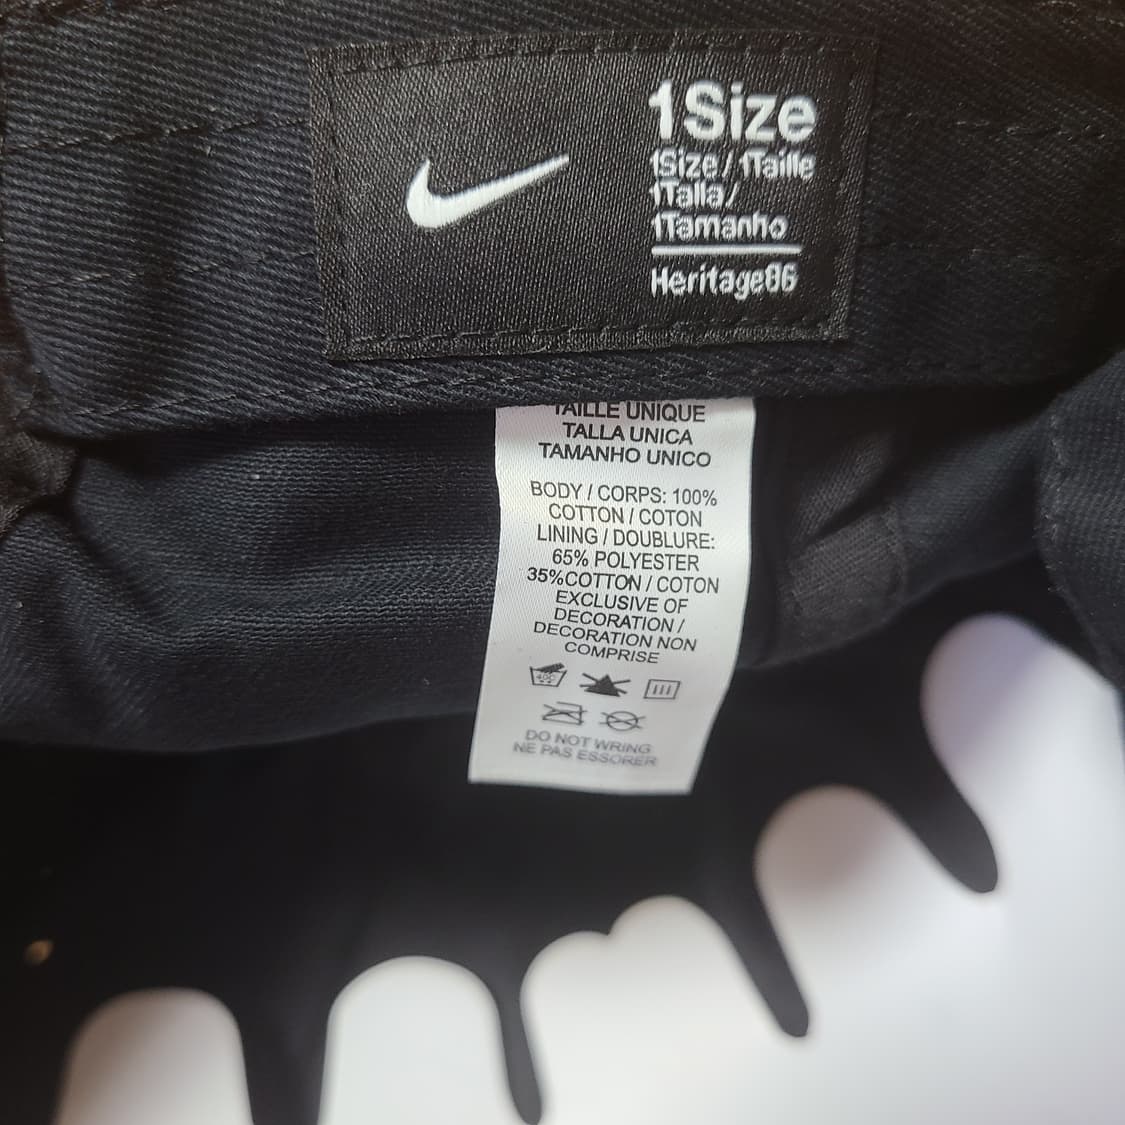 1Size
1Size / 1Taille
1Talla/
1Tamanho
Heritage86
TAILLE UNIQUE
TALLA UNICA
TAMANHO UNICO
BODY / CORPS: 100%
COTTON / COTON
LINING / DOUBLURE:
65% POLYESTER
35%COTTON / COTON
EXCLUSIVE OF
DECORATION /
DECORATION NON
COMPRISE
40C
DO NOT WRING
NE PAS ESSORER